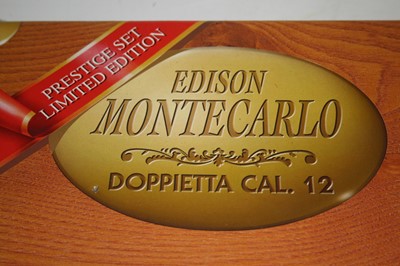 PRESTIGE SET
LIMITED EDITION
EDISON
MONTECARLO
DOPPIETTA CAL. 12